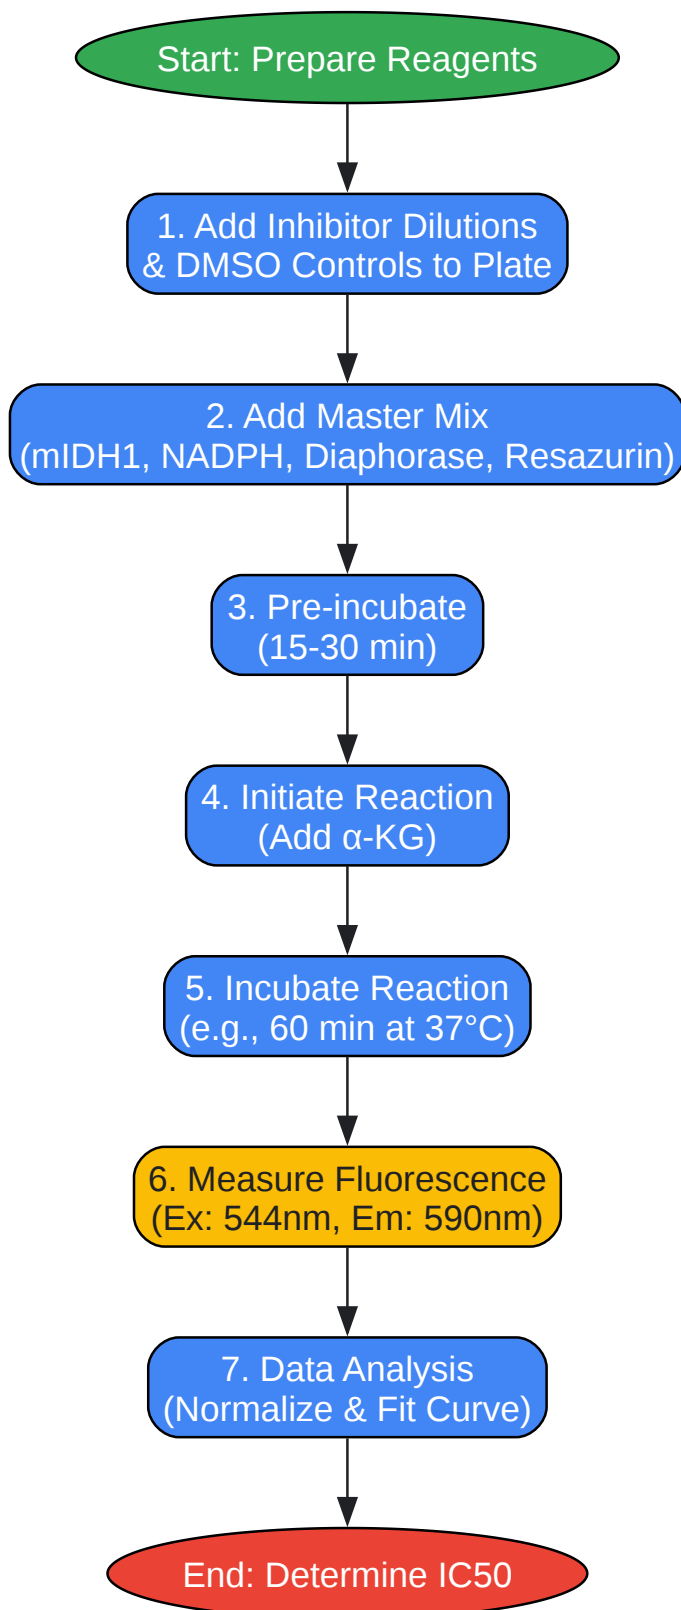 Start: Prepare Reagents
1. Add Inhibitor Dilutions
& DMSO Controls to Plate
2. Add Master Mix
(mIDH1, NADPH, Diaphorase, Resazurin)
3. Pre-incubate
(15-30 min)
4. Initiate Reaction
(Add α-KG)
5. Incubate Reaction
(e.g., 60 min at 37°C)
6. Measure Fluorescence
(Ex: 544nm, Em: 590nm)
7. Data Analysis
(Normalize & Fit Curve)
End: Determine IC50